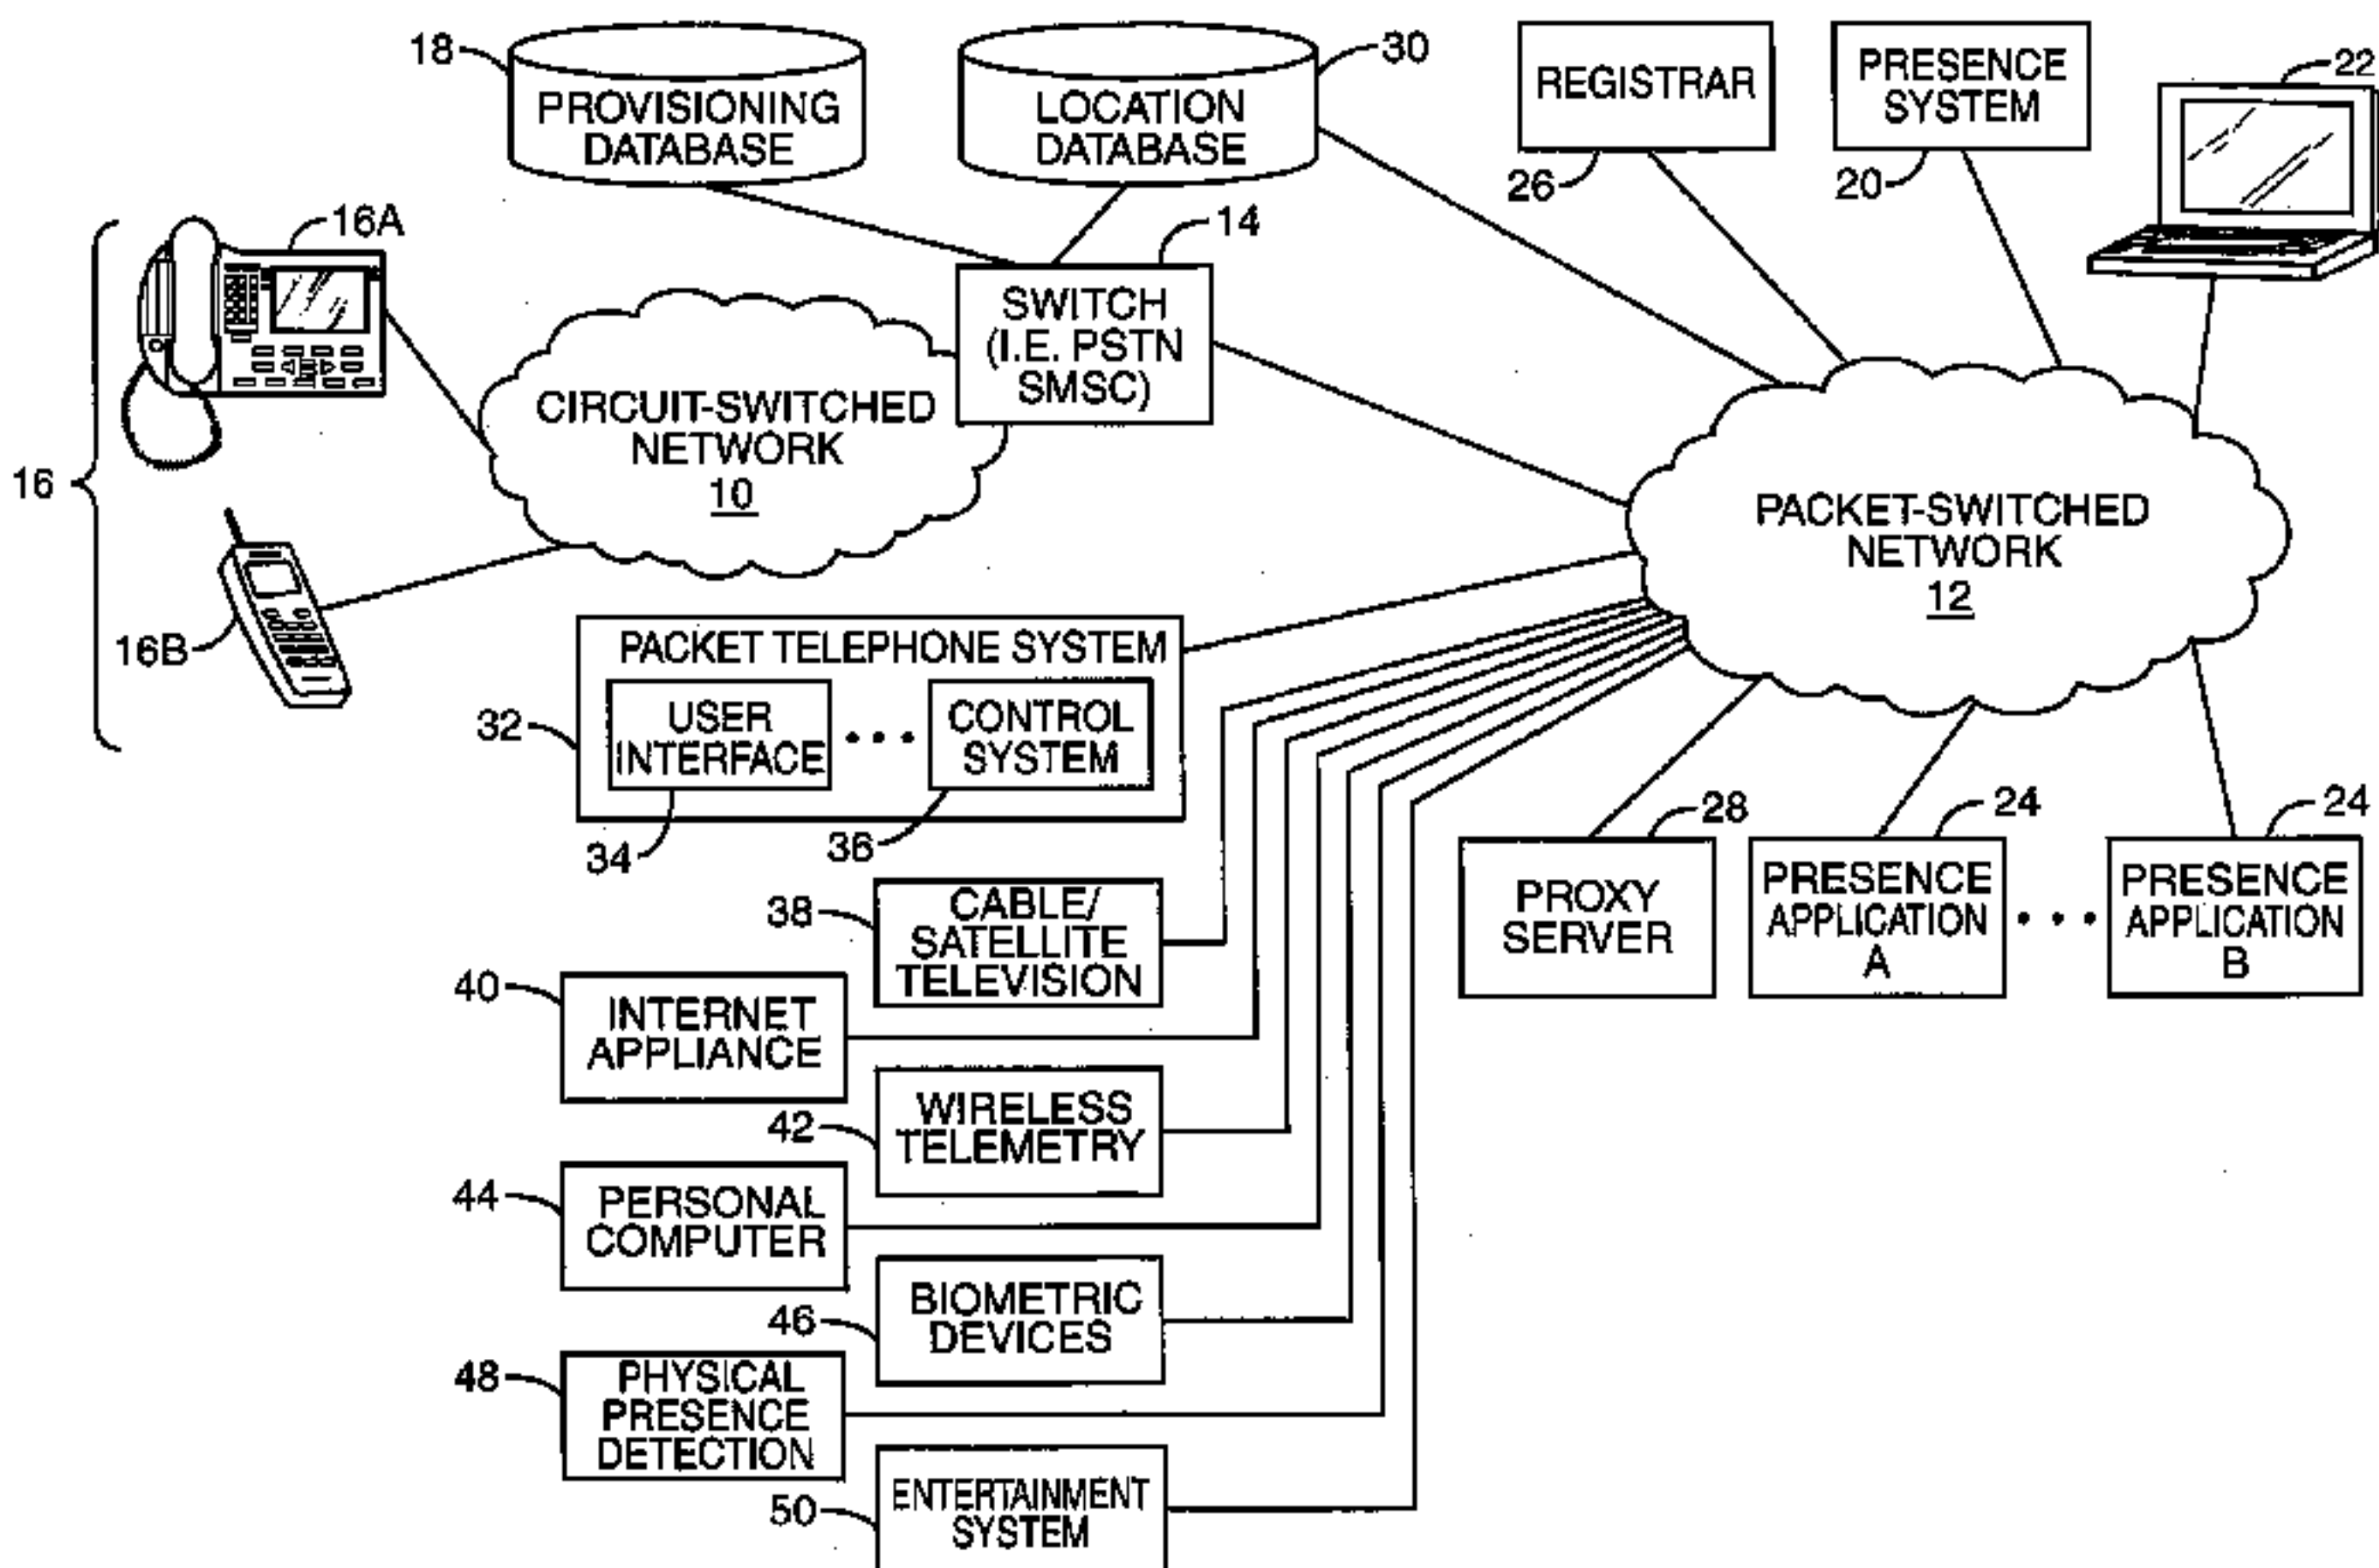 18
PROVISIONING
DATABASE
30
LOCATION
DATABASE
REGISTRAR
26
PRESENCE
SYSTEM
20
22
16
16A
16B
14
SWITCH
(I.E. PSTN
SMSC)
CIRCUIT-SWITCHED
NETWORK
10
PACKET-SWITCHED
NETWORK
12
PACKET TELEPHONE SYSTEM
32
USER
INTERFACE
• • •
CONTROL
SYSTEM
34
36
28
PROXY
SERVER
24
PRESENCE
APPLICATION
A
• • •
24
PRESENCE
APPLICATION
B
38
CABLE/
SATELLITE
TELEVISION
40
INTERNET
APPLIANCE
42
WIRELESS
TELEMETRY
44
PERSONAL
COMPUTER
46
BIOMETRIC
DEVICES
48
PHYSICAL
PRESENCE
DETECTION
50
ENTERTAINMENT
SYSTEM